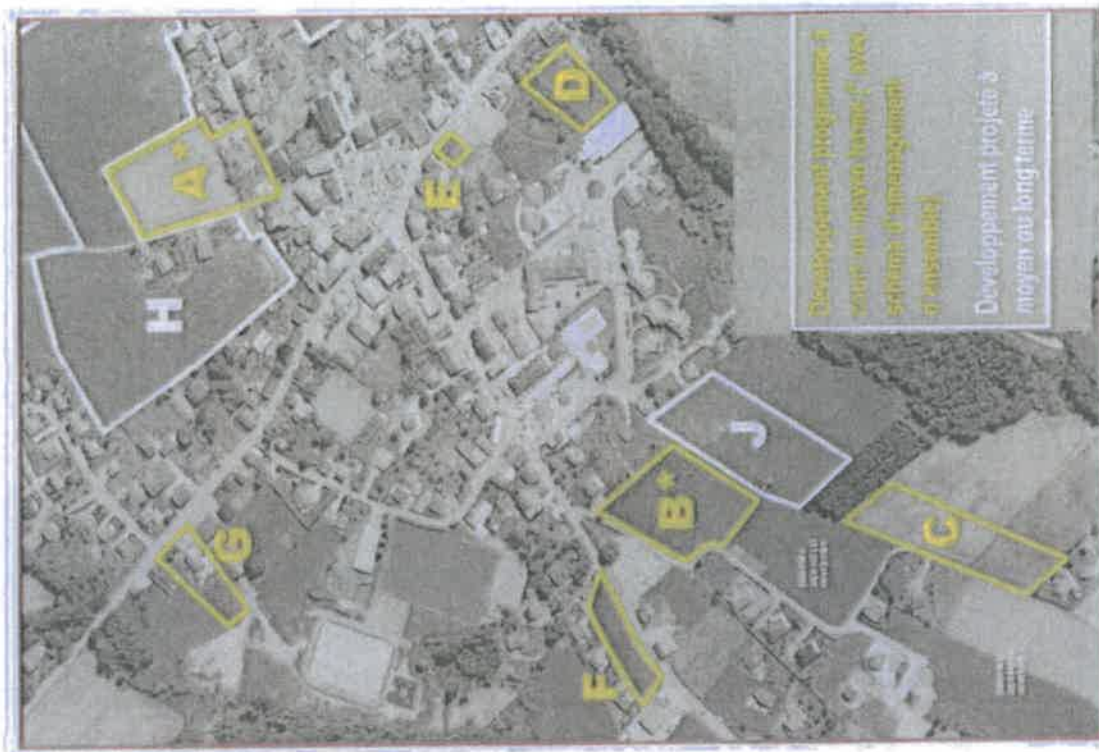 A*
H
G
E
D
J
B*
F
C
Développement programmé à
court ou moyen terme (* avec
schéma d'aménagement
d'ensemble)
Développement projeté à
moyen ou long terme